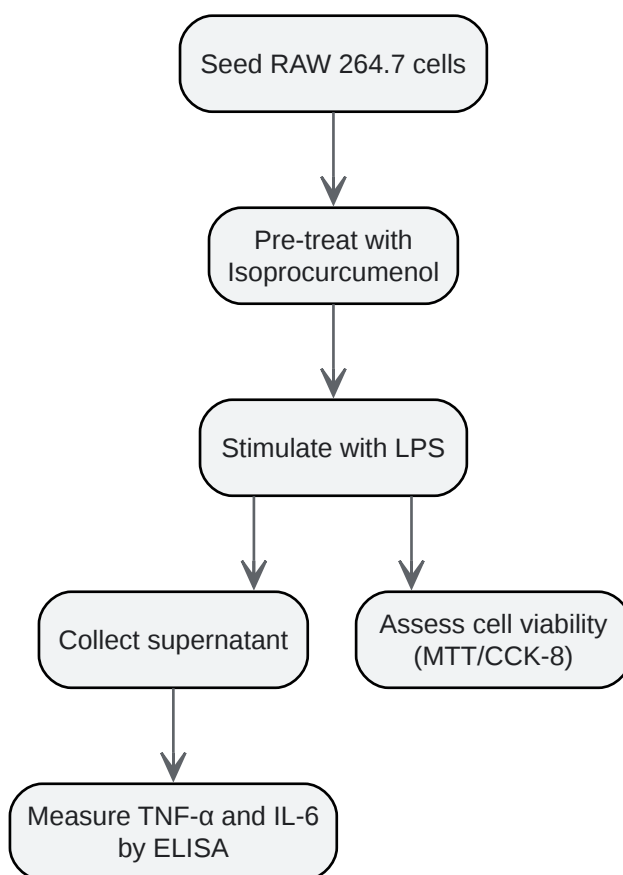 Seed RAW 264.7 cells
Pre-treat with
Isoprocurcumenol
Stimulate with LPS
Collect supernatant
Assess cell viability
(MTT/CCK-8)
Measure TNF-α and IL-6
by ELISA